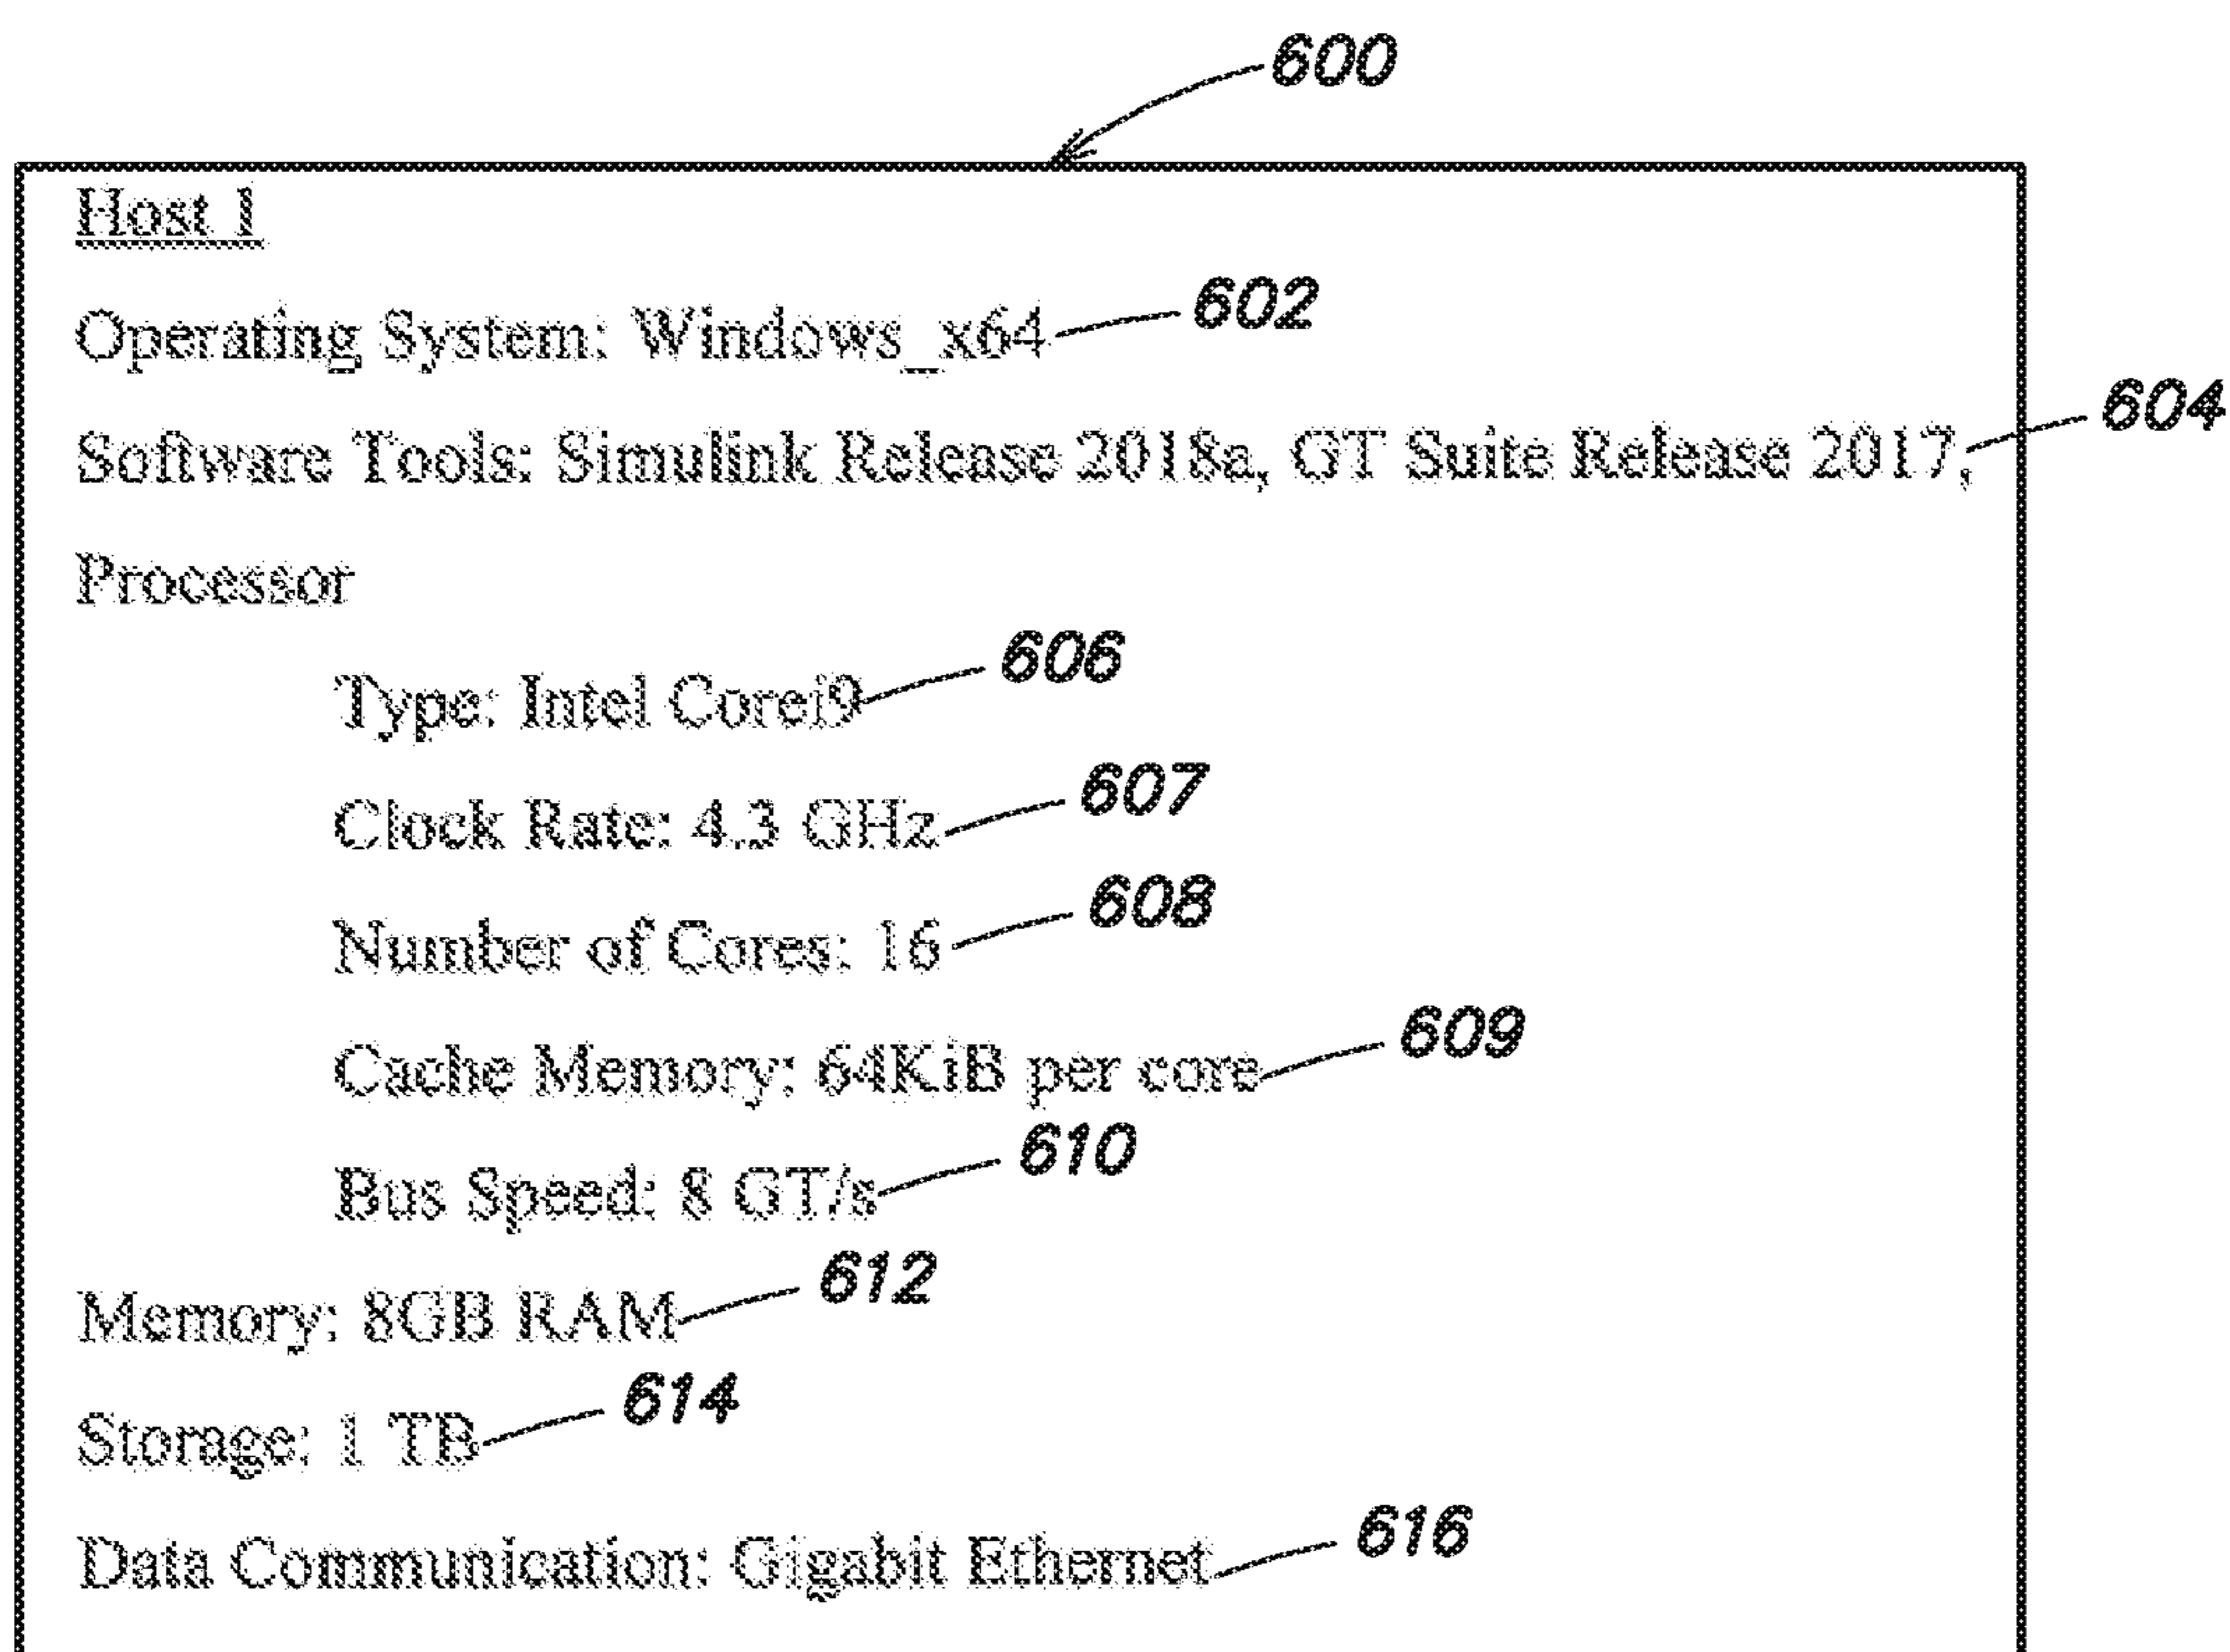 600
Host 1
Operating System: Windows_x64 602
Software Tools: Simulink Release 2018a, GT Suite Release 2017, 604
Processor
Type: Intel Corei9 606
Clock Rate: 4.3 GHz 607
Number of Cores: 16 608
Cache Memory: 64KiB per core 609
Bus Speed: 8 GT/s 610
Memory: 8GB RAM 612
Storage: 1 TB 614
Data Communication: Gigabit Ethernet 616